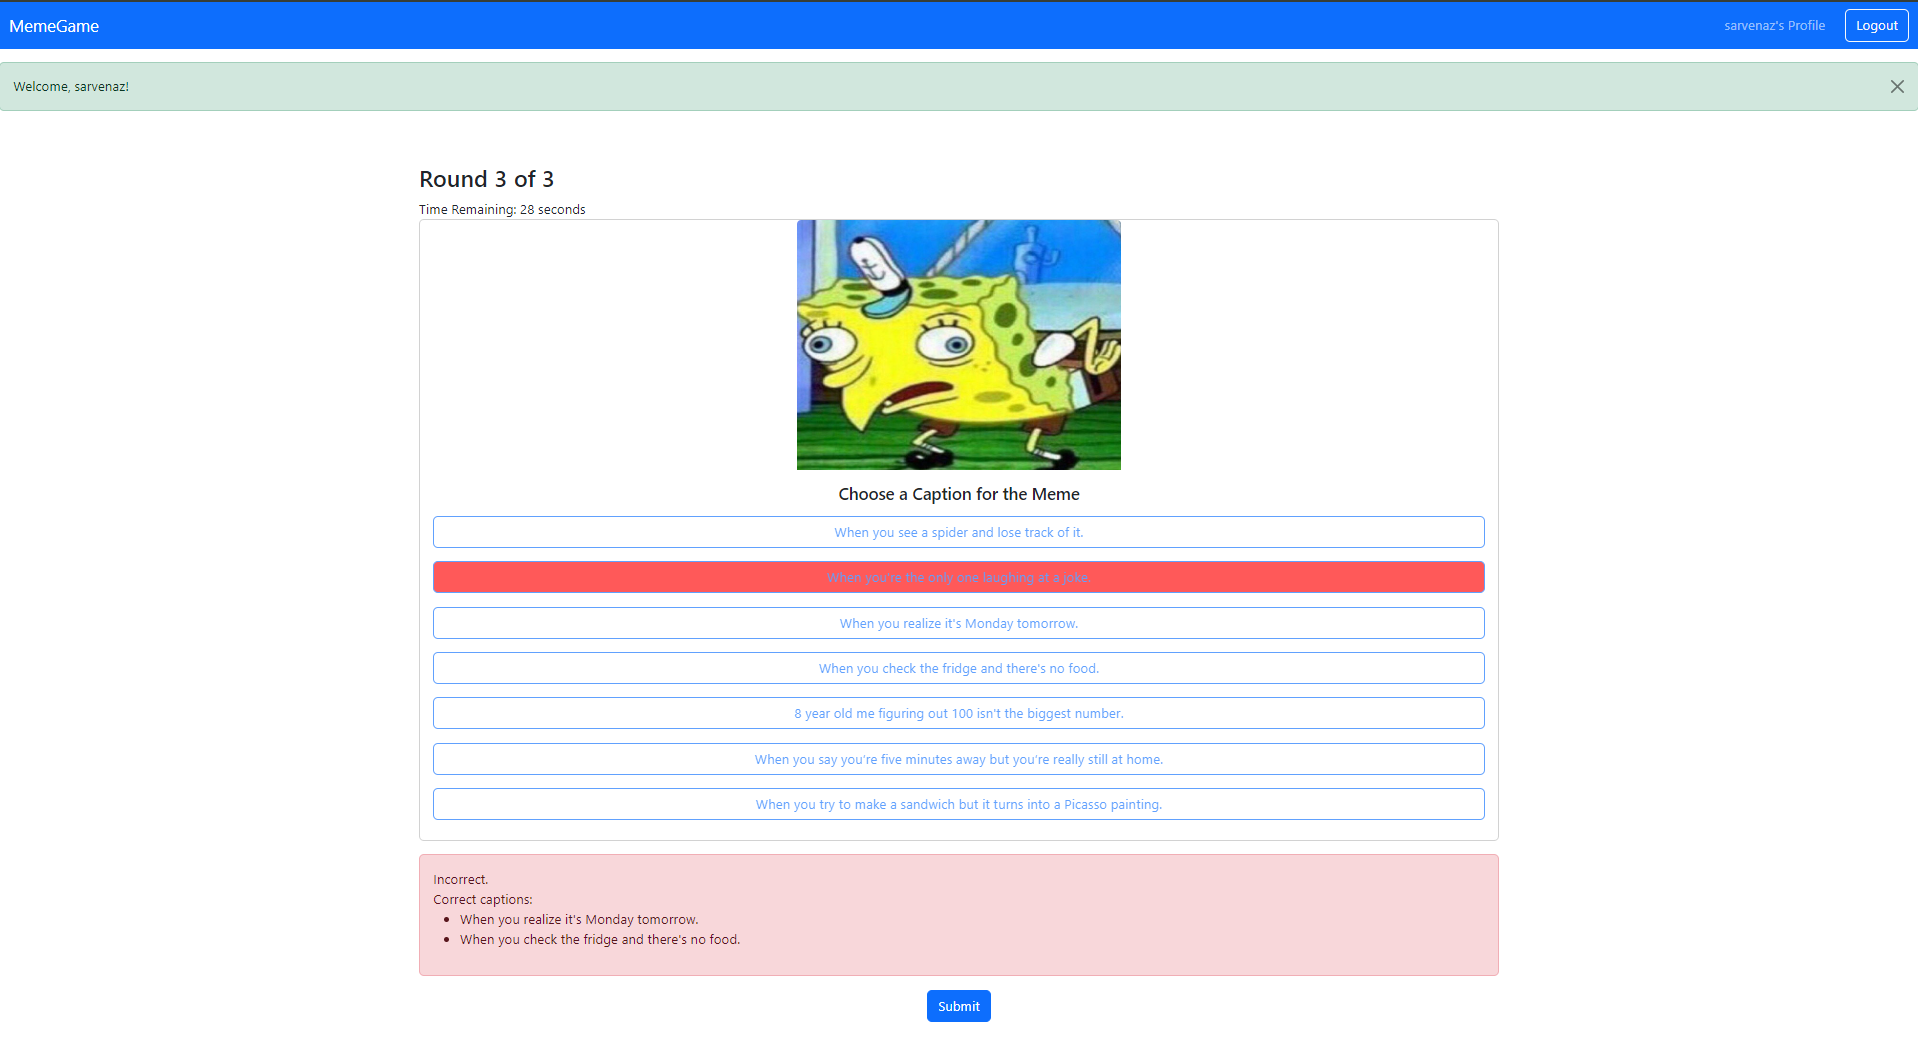 MemeGame
sarvenaz's Profile
Logout
Welcome, sarvenaz!
Round 3 of 3
Time Remaining: 28 seconds
Choose a Caption for the Meme
When you see a spider and lose track of it.
When you're the only one laughing at a joke.
When you realize it's Monday tomorrow.
When you check the fridge and there's no food.
8 year old me figuring out 100 isn't the biggest number.
When you say you're five minutes away but you're really still at home.
When you try to make a sandwich but it turns into a Picasso painting.
Incorrect.
Correct captions:
• When you realize it's Monday tomorrow.
• When you check the fridge and there's no food.
Submit